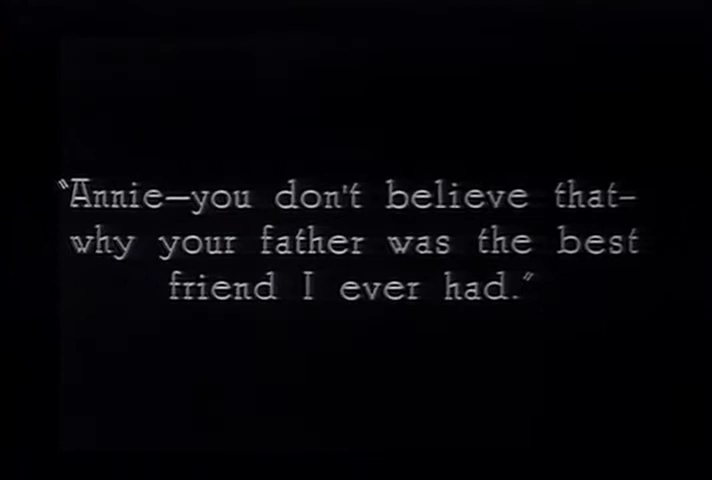 "Annie—you don't believe that—
why your father was the best
friend I ever had."